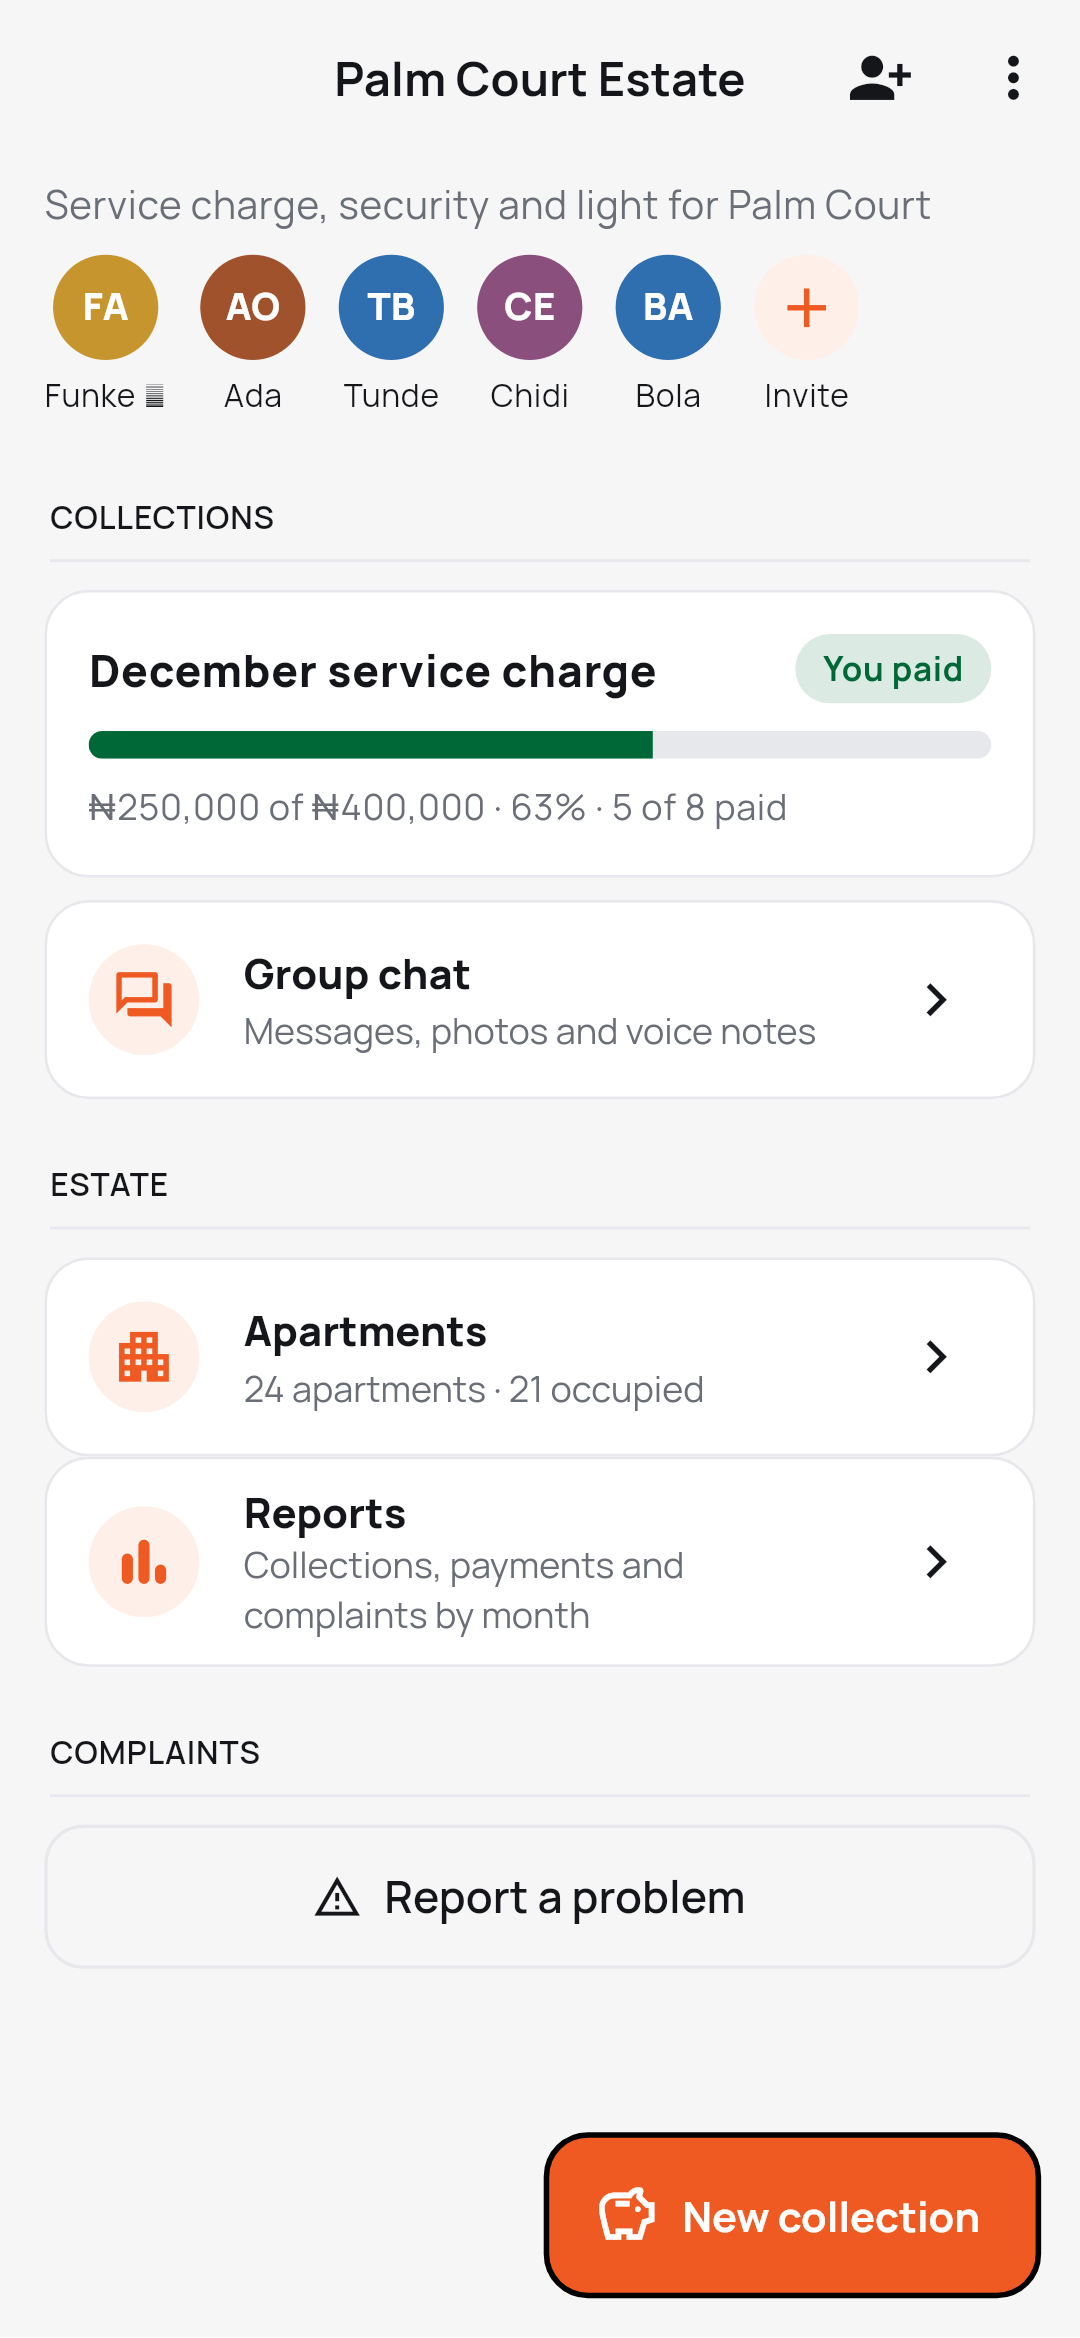 Palm Court Estate
Service charge, security and light for Palm Court
FA AO TB CE BA
Funke Ada Tunde Chidi Bola Invite
COLLECTIONS
December service charge You paid
₦250,000 of ₦400,000 · 63% · 5 of 8 paid
Group chat
Messages, photos and voice notes
ESTATE
Apartments
24 apartments · 21 occupied
Reports
Collections, payments and
complaints by month
COMPLAINTS
Report a problem
New collection